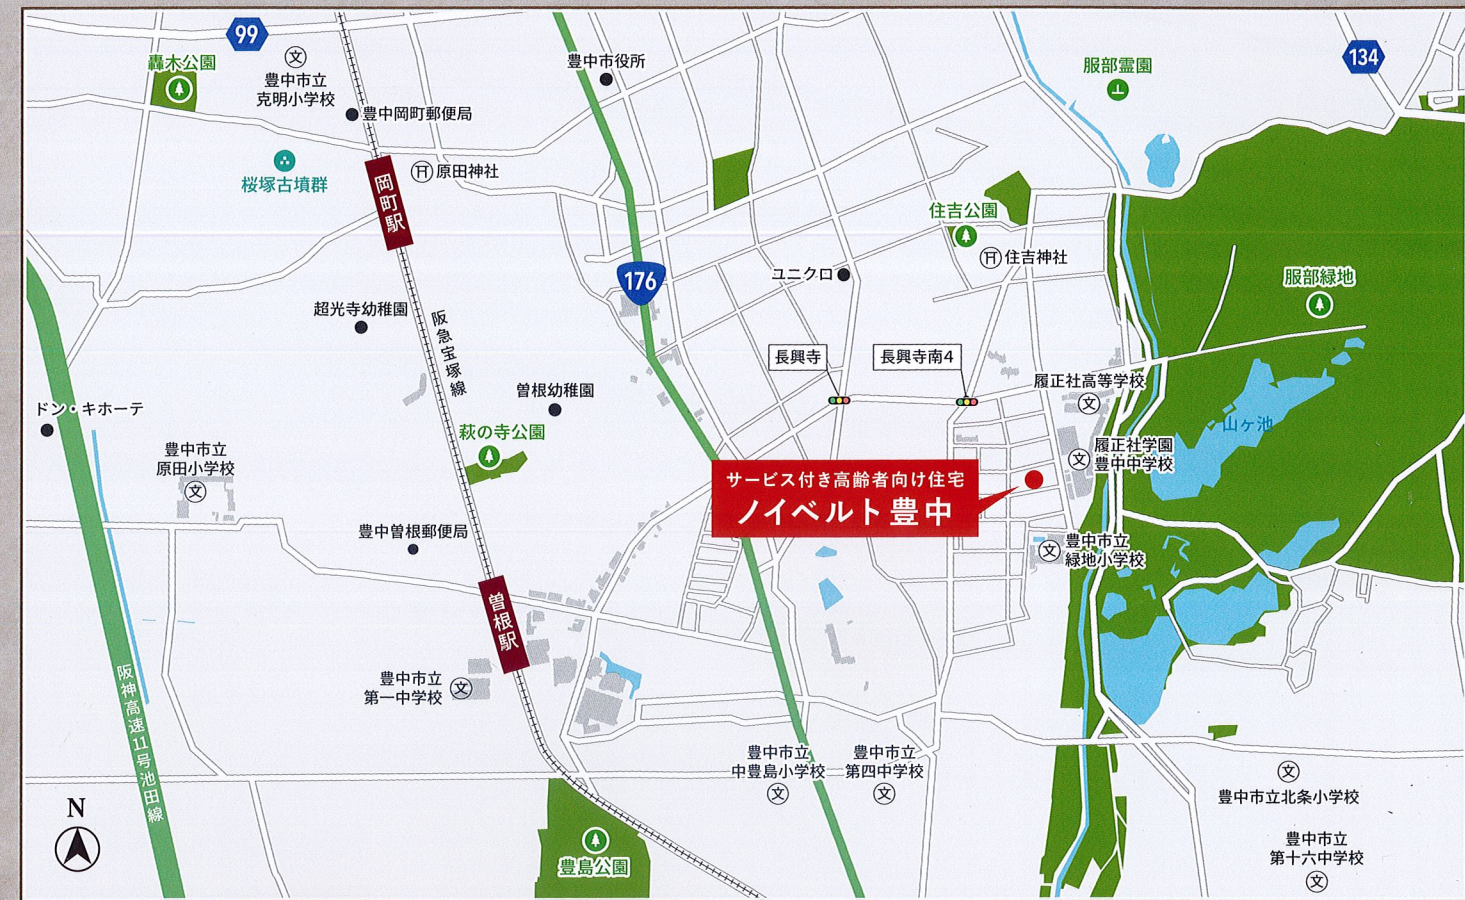 99
轟木公園
豊中市立
克明小学校
豊中岡町郵便局
豊中市役所
服部霊園
134
桜塚古墳群
原田神社
岡町駅
住吉公園
住吉神社
176
ユニクロ
服部緑地
超光寺幼稚園
阪急宝塚線
長興寺
長興寺南4
履正社高等学校
文
曽根幼稚園
ドン・キホーテ
萩の寺公園
山ヶ池
豊中市立
原田小学校
文
履正社学園
豊中中学校
文
サービス付き高齢者向け住宅
ノイベルト豊中
豊中曽根郵便局
豊中市立
緑地小学校
文
曽根駅
豊中市立
第一中学校
文
阪神高速11号池田線
豊中市立
中豊島小学校
文
豊中市立
第四中学校
文
文
豊中市立北条小学校
N
豊島公園
豊中市立
第十六中学校
文
文